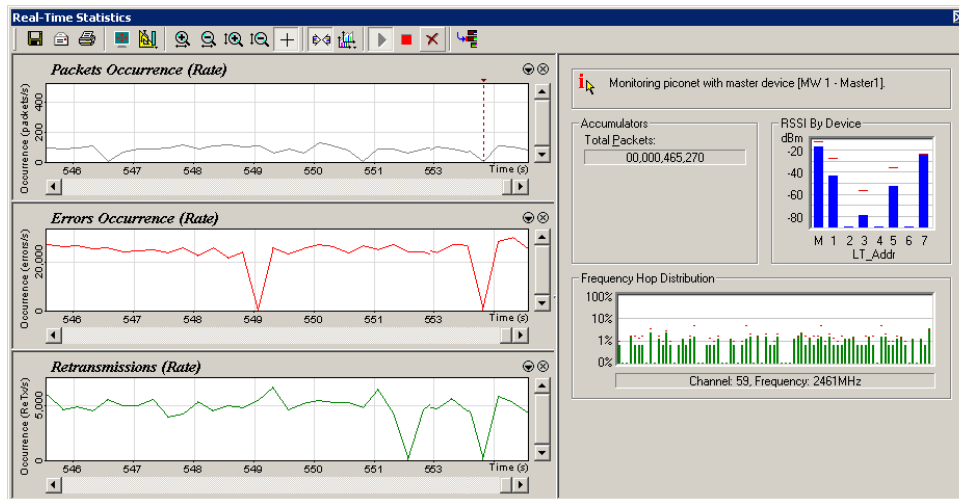 Real-Time Statistics
Packets Occurrence (Rate)
Occurrence (packets/s)
400
200
0
546 547 548 549 550 551 553 Time (s)
Errors Occurrence (Rate)
Occurrence (errors/s)
20,000
0
546 547 548 549 550 551 553 Time (s)
Retransmissions (Rate)
Occurrence (ReTx/s)
5,000
0
546 547 548 549 550 551 553 Time (s)
Monitoring piconet with master device [MW 1 - Master1].
Accumulators
Total Packets:
00,000,465,270
RSSI By Device
dBm
-20
-40
-60
-80
M 1 2 3 4 5 6 7
LT_Addr
Frequency Hop Distribution
100%
10%
1%
0%
Channel: 59, Frequency: 2461MHz